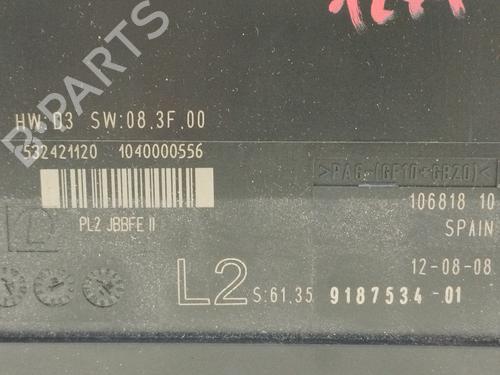 B-PARTS
HW: D3 SW:08.3F.00
532421120 1040000556
>PA6-(GF10+GB20)<
PL2 JBBFE II
106818 10
SPAIN
12-08-08
L2 S:61.35 9187534-01